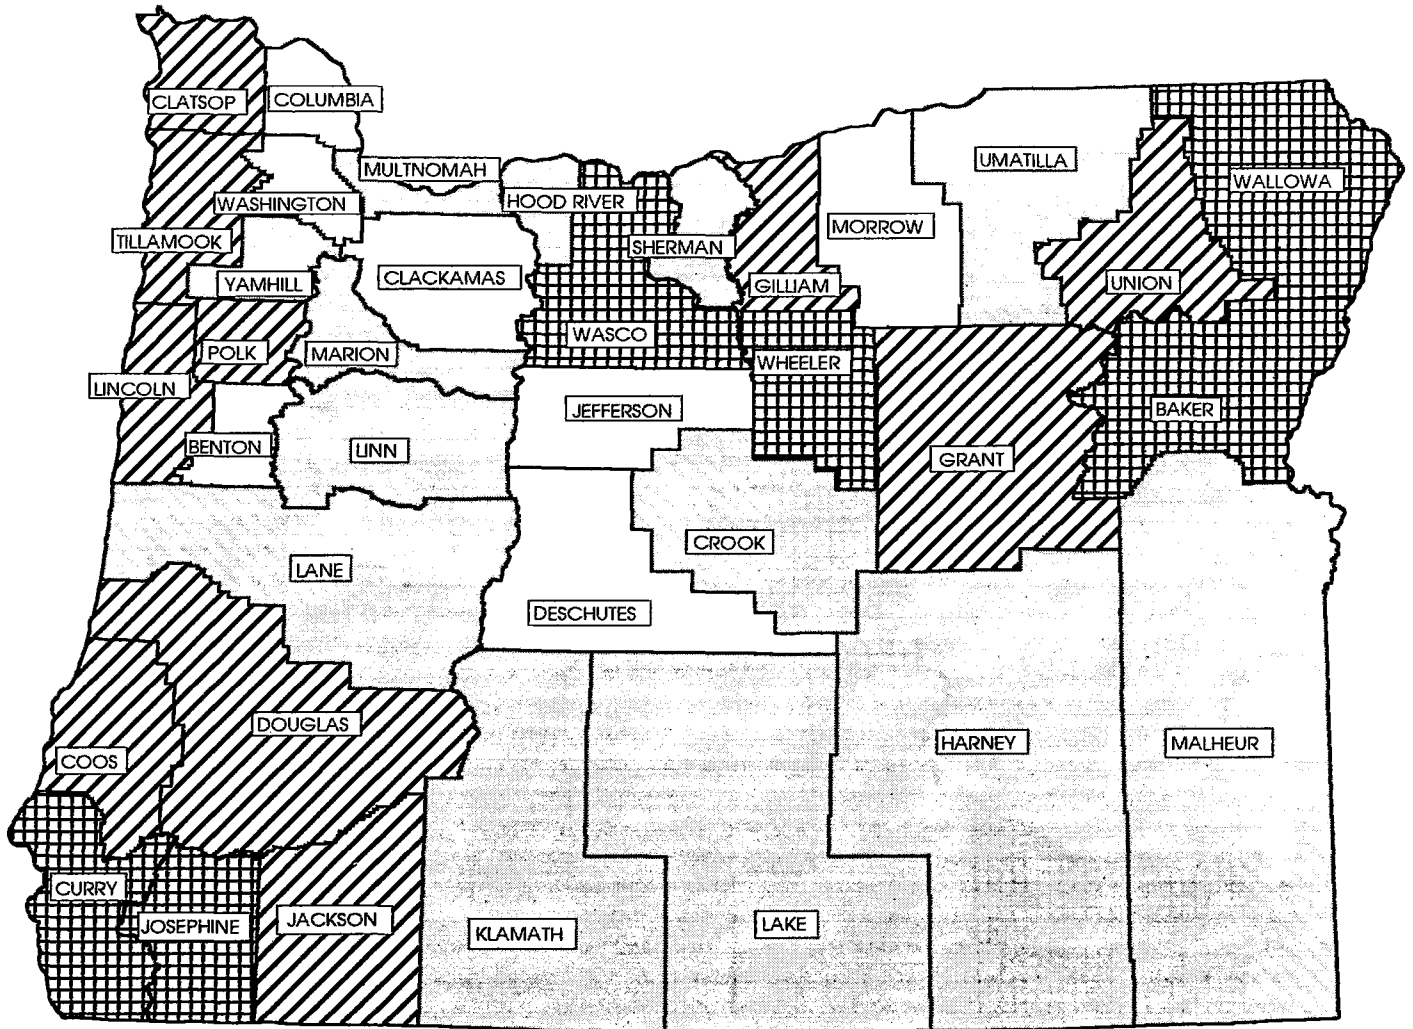 CLATSOP
COLUMBIA
MULTNOMAH
UMATILLA
WALLOWA
WASHINGTON
HOOD RIVER
TILLAMOOK
SHERMAN
MORROW
YAMHILL
CLACKAMAS
GILLIAM
UNION
POLK
MARION
WASCO
WHEELER
LINCOLN
JEFFERSON
BAKER
BENTON
LINN
GRANT
CROOK
LANE
DESCHUTES
DOUGLAS
COOS
HARNEY
MALHEUR
CURRY
JOSEPHINE
JACKSON
KLAMATH
LAKE